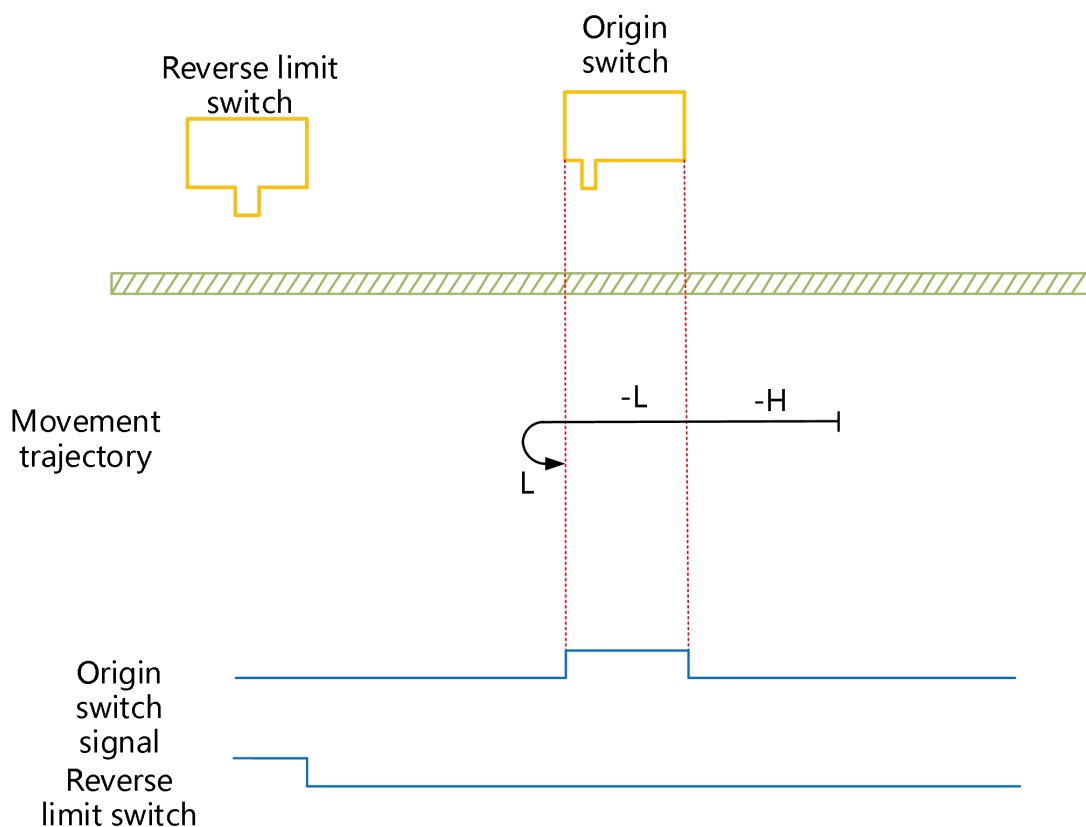 Origin
switch
Reverse limit
switch
-L
-H
Movement
trajectory
L
Origin
switch
signal
Reverse
limit switch